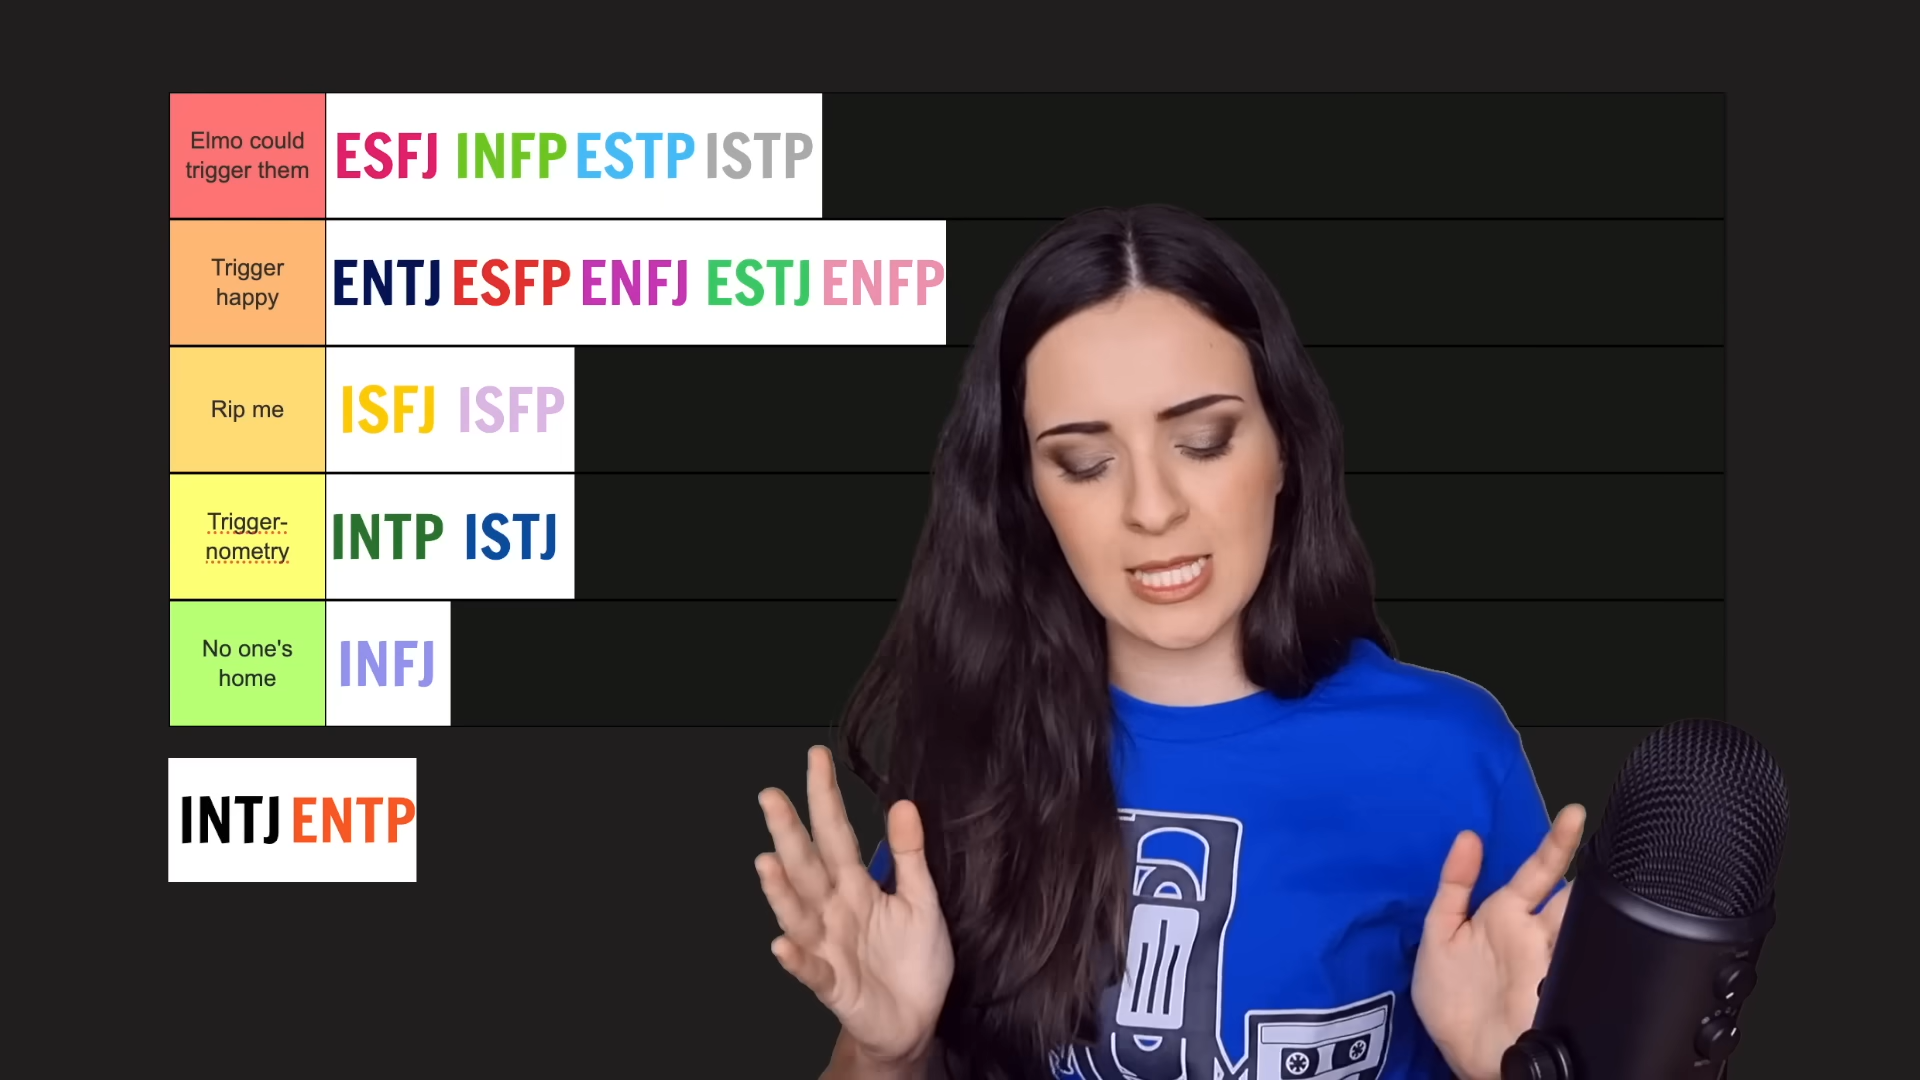 Elmo could
trigger them
ESFJ INFP ESTP ISTP
Trigger
happy
ENTJ ESFP ENFJ ESTJ ENFP
Rip me
ISFJ ISFP
Trigger-
nometry
INTP ISTJ
No one's
home
INFJ
INTJ ENTP